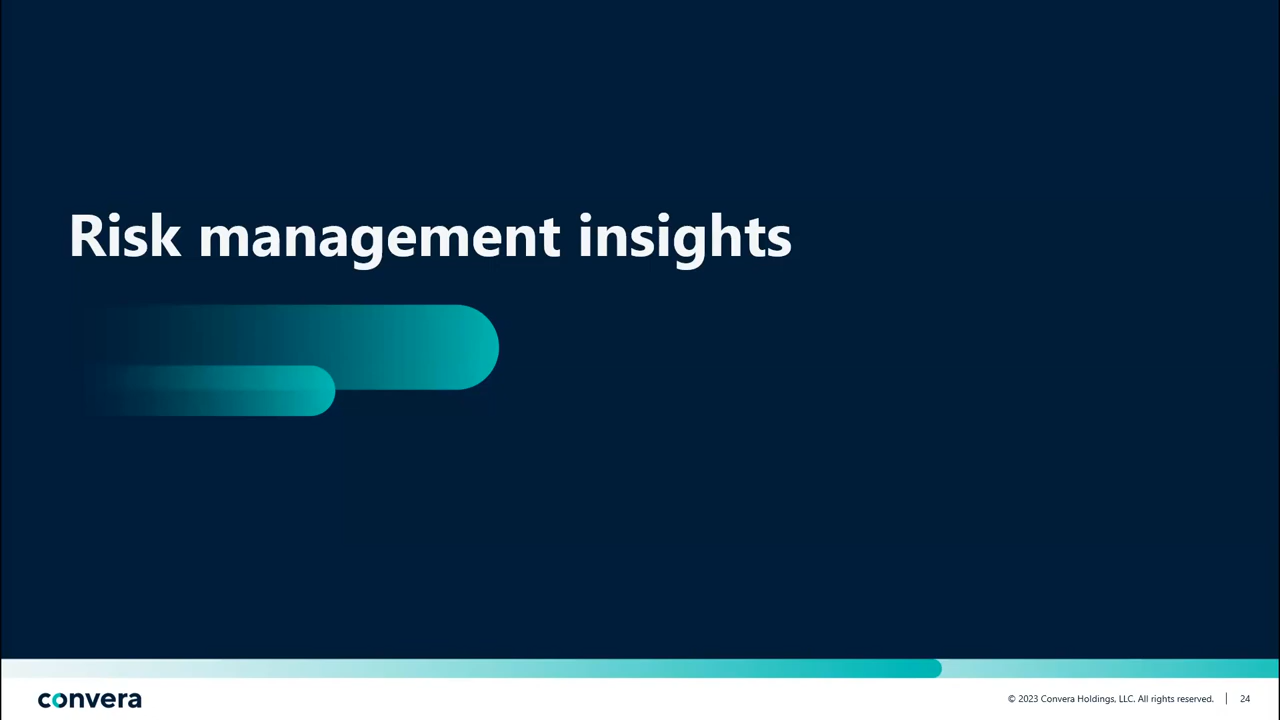 Risk management insights
convera
© 2023 Convera Holdings, LLC. All rights reserved. | 24